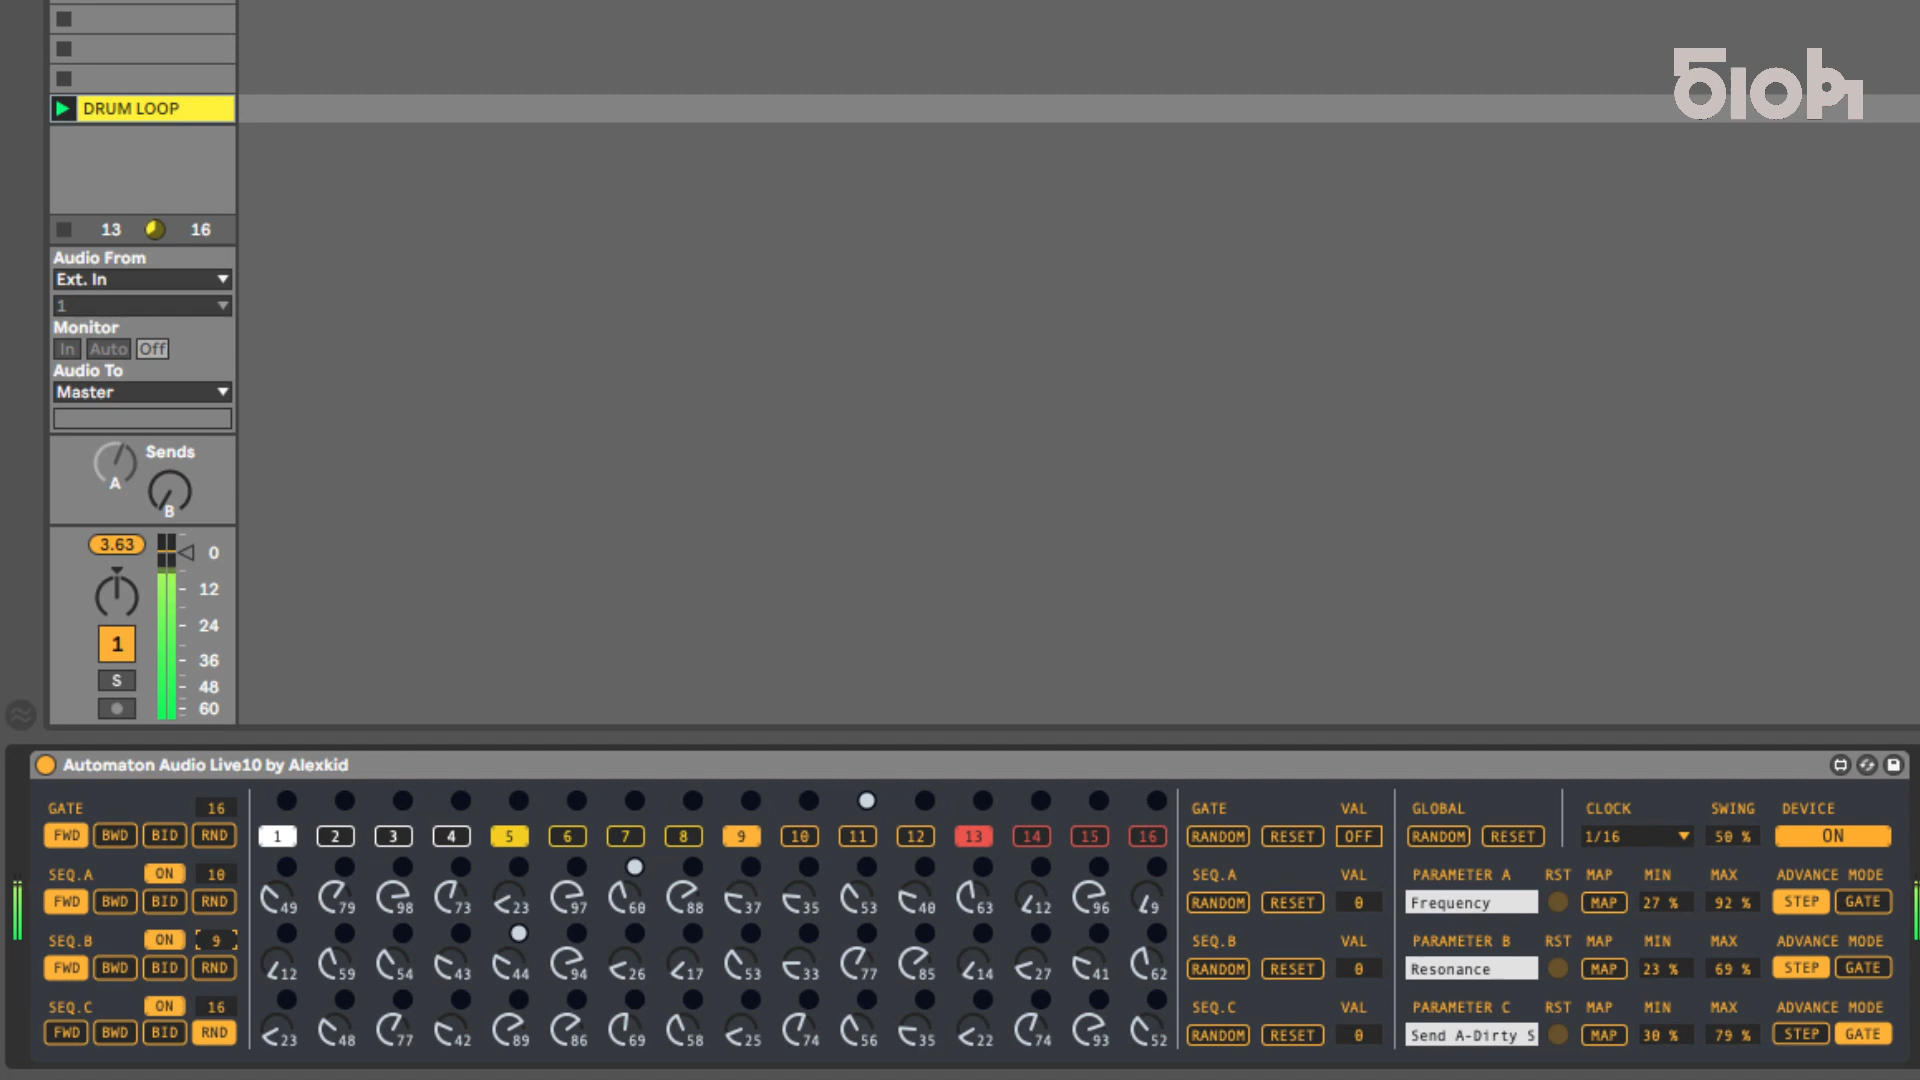 DRUM LOOP
13 16
Audio From
Ext. In
1
Monitor
In Auto Off
Audio To
Master
Sends
A
B
3.63
0
12
24
36
48
60
1
S
Automaton Audio Live10 by Alexkid
GATE 16
FWD BWD BID RND
1 2 3 4 5 6 7 8 9 10 11 12 13 14 15 16
GATE VAL
RANDOM RESET OFF
GLOBAL
RANDOM RESET
CLOCK SWING DEVICE
1/16 50 % ON
SEQ.A ON 10
FWD BWD BID RND
49 79 98 73 23 97 60 88 37 35 53 40 63 12 96 9
SEQ.A VAL
RANDOM RESET 0
PARAMETER A RST MAP MIN MAX ADVANCE MODE
Frequency MAP 27 % 92 % STEP GATE
SEQ.B ON 9
FWD BWD BID RND
12 59 54 43 44 94 26 17 53 33 77 85 14 27 41 62
SEQ.B VAL
RANDOM RESET 0
PARAMETER B RST MAP MIN MAX ADVANCE MODE
Resonance MAP 23 % 69 % STEP GATE
SEQ.C ON 16
FWD BWD BID RND
23 48 77 42 89 86 69 58 25 74 56 35 22 74 93 52
SEQ.C VAL
RANDOM RESET 0
PARAMETER C RST MAP MIN MAX ADVANCE MODE
Send A-Dirty S MAP 30 % 79 % STEP GATE